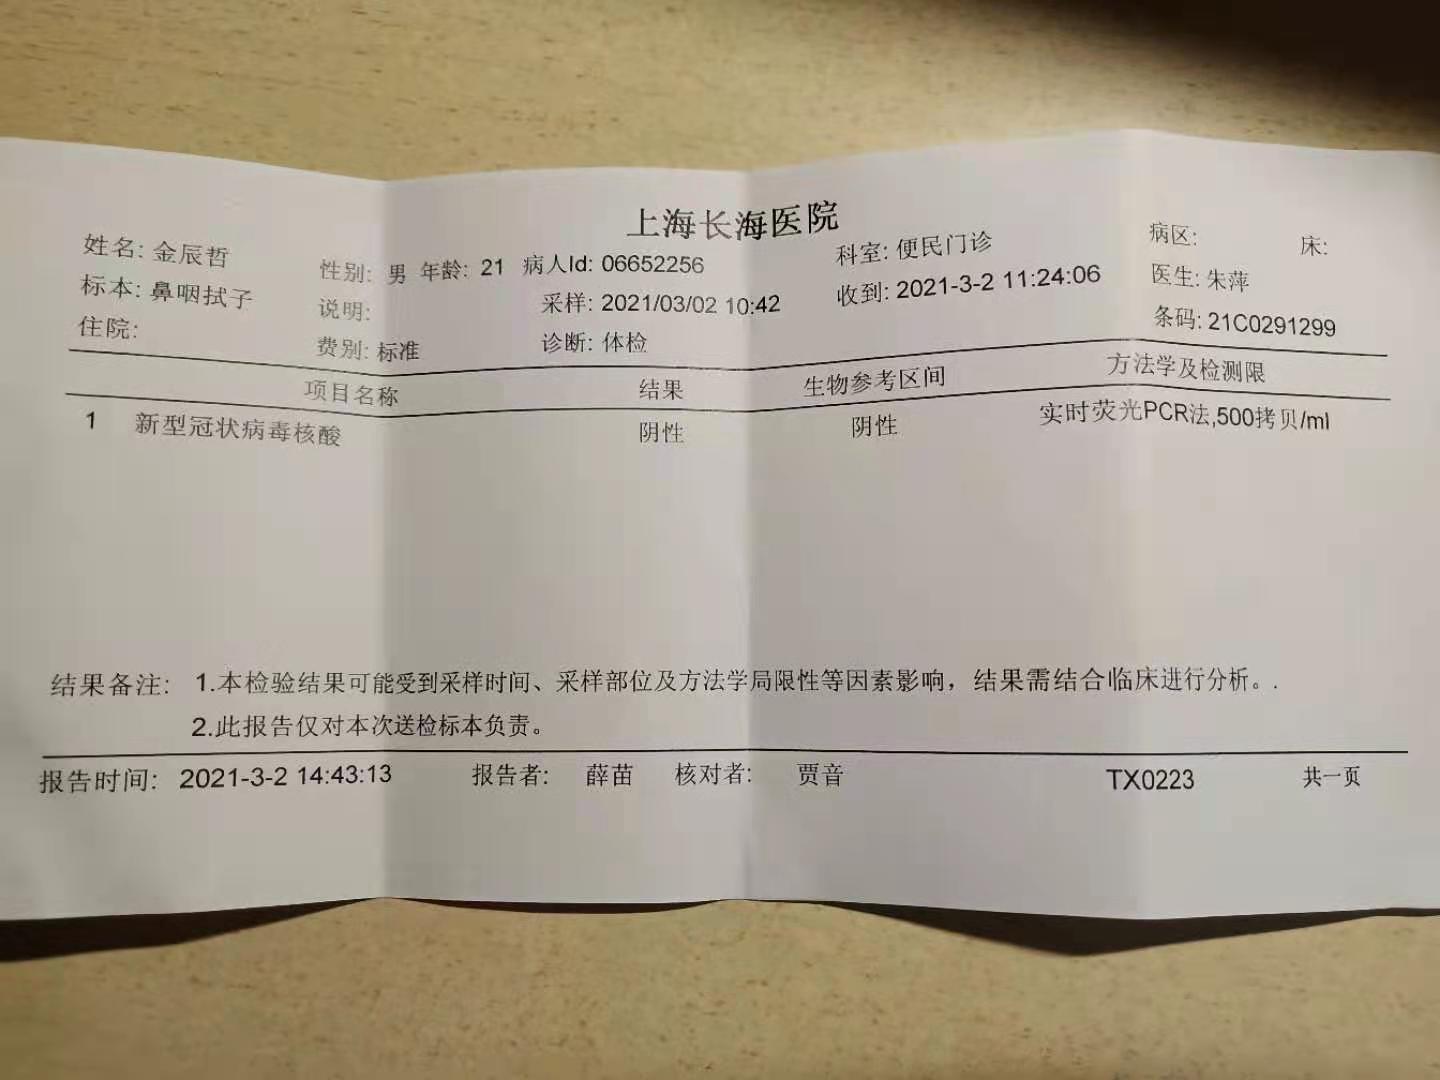 上海长海医院
姓名: 金辰哲 性别: 男 年龄: 21 病人Id: 06652256 科室: 便民门诊 病区: 床:
标本: 鼻咽拭子 说明: 采样: 2021/03/02 10:42 收到: 2021-3-2 11:24:06 医生: 朱萍
住院: 费别: 标准 诊断: 体检 条码: 21C0291299
项目名称 结果 生物参考区间 方法学及检测限
1 新型冠状病毒核酸 阴性 阴性 实时荧光PCR法,500拷贝/ml
结果备注: 1.本检验结果可能受到采样时间、采样部位及方法学局限性等因素影响，结果需结合临床进行分析。.
2.此报告仅对本次送检标本负责。
报告时间: 2021-3-2 14:43:13 报告者: 薛苗 核对者: 贾音 TX0223 共一页